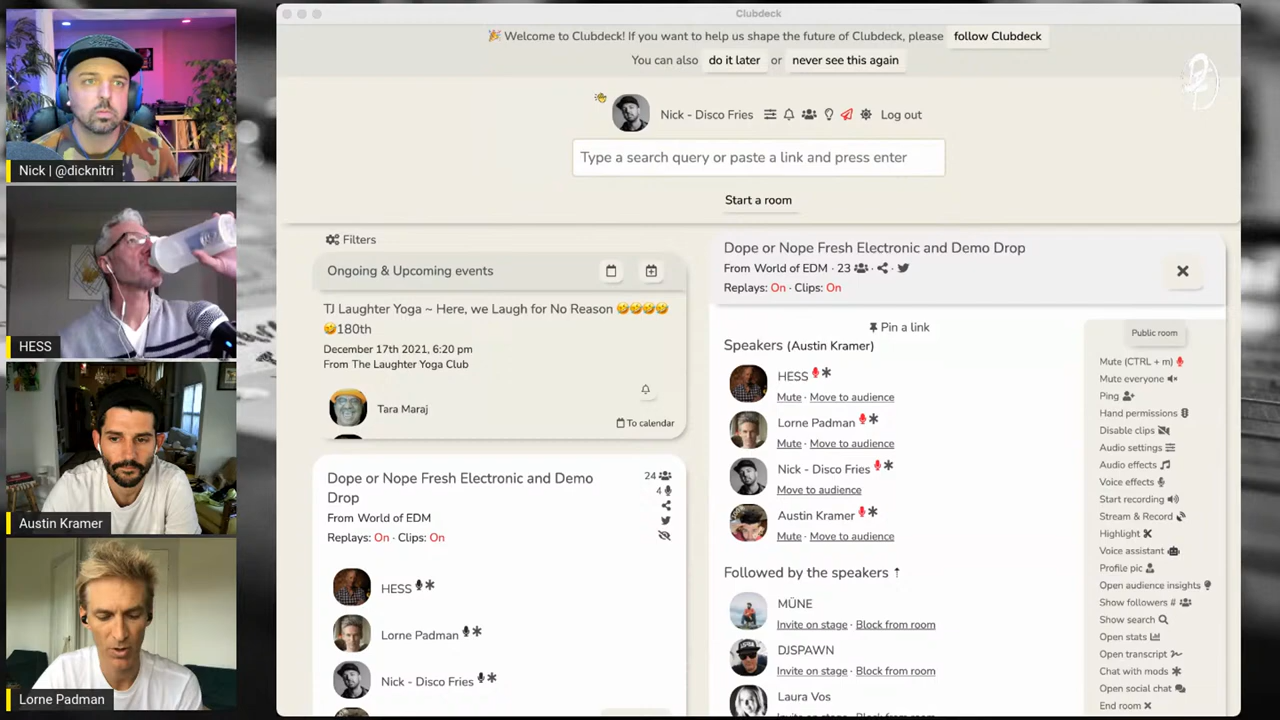 Nick | @dicknitri
HESS
Austin Kramer
Lorne Padman
Clubdeck
🎉 Welcome to Clubdeck! If you want to help us shape the future of Clubdeck, please follow Clubdeck
You can also do it later or never see this again
Nick - Disco Fries Log out
Type a search query or paste a link and press enter
Start a room
Filters
Ongoing & Upcoming events
TJ Laughter Yoga ~ Here, we Laugh for No Reason 🤣🤣🤣🤣
🤣180th
December 17th 2021, 6:20 pm
From The Laughter Yoga Club
Tara Maraj
To calendar
Dope or Nope Fresh Electronic and Demo
Drop
24
4
From World of EDM
Replays: On · Clips: On
HESS
Lorne Padman
Nick - Disco Fries
Dope or Nope Fresh Electronic and Demo Drop
From World of EDM · 23
Replays: On · Clips: On
Pin a link
Speakers (Austin Kramer)
HESS
Mute · Move to audience
Lorne Padman
Mute · Move to audience
Nick - Disco Fries
Move to audience
Austin Kramer
Mute · Move to audience
Followed by the speakers ↑
MÜNE
Invite on stage · Block from room
DJSPAWN
Invite on stage · Block from room
Laura Vos
Invite on stage · Block from room
Public room
Mute (CTRL + m)
Mute everyone
Ping
Hand permissions
Disable clips
Audio settings
Audio effects
Voice effects
Start recording
Stream & Record
Highlight
Voice assistant
Profile pic
Open audience insights
Show followers #
Show search
Open stats
Open transcript
Chat with mods
Open social chat
End room